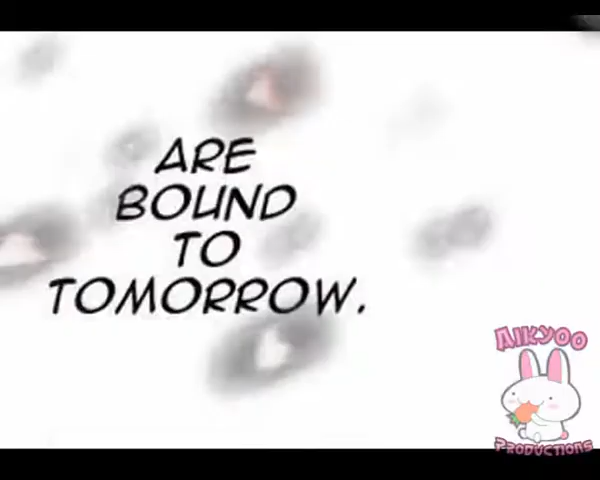 ARE
BOUND
TO
TOMORROW.
AIKYOO
PRODUCTIONS